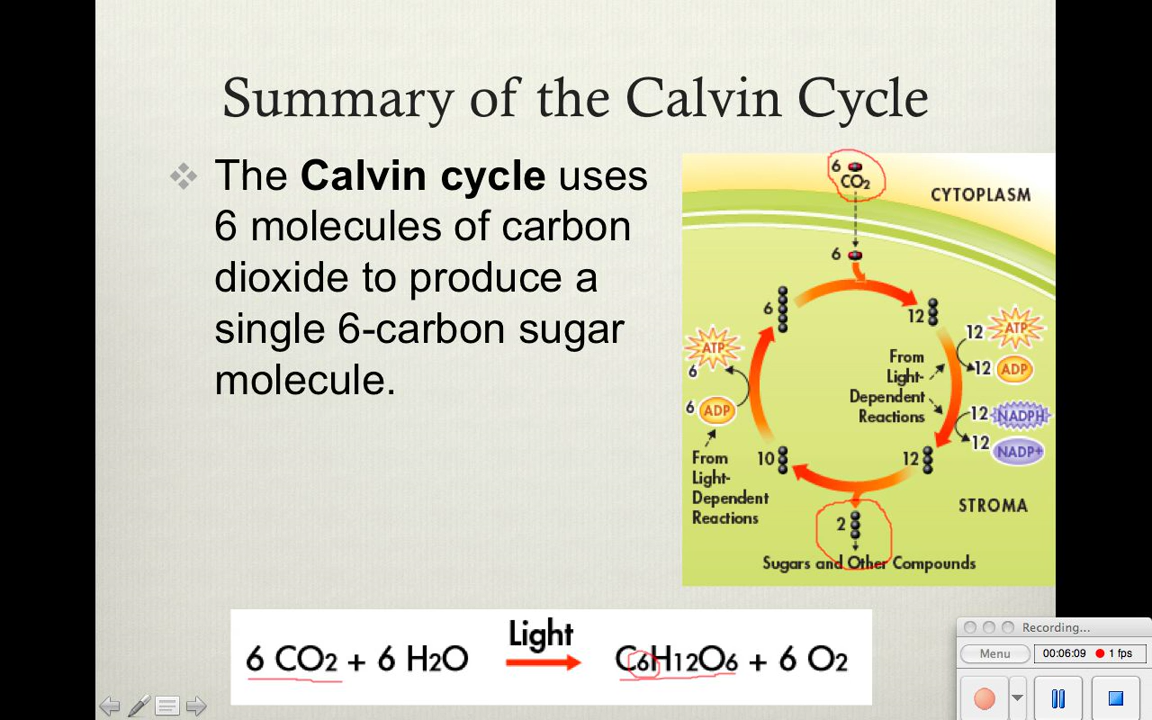 Summary of the Calvin Cycle
The Calvin cycle uses
6 molecules of carbon
dioxide to produce a
single 6-carbon sugar
molecule.
6
CO2
CYTOPLASM
6
6
12
12 ATP
12 ADP
From
Light-
Dependent
Reactions
12 NADPH
12 NADP+
ATP
6
6 ADP
From
Light-
Dependent
Reactions
10
12
STROMA
2
Sugars and Other Compounds
Light
6 CO2 + 6 H2O C6H12O6 + 6 O2
Recording...
Menu 00:06:09 1 fps